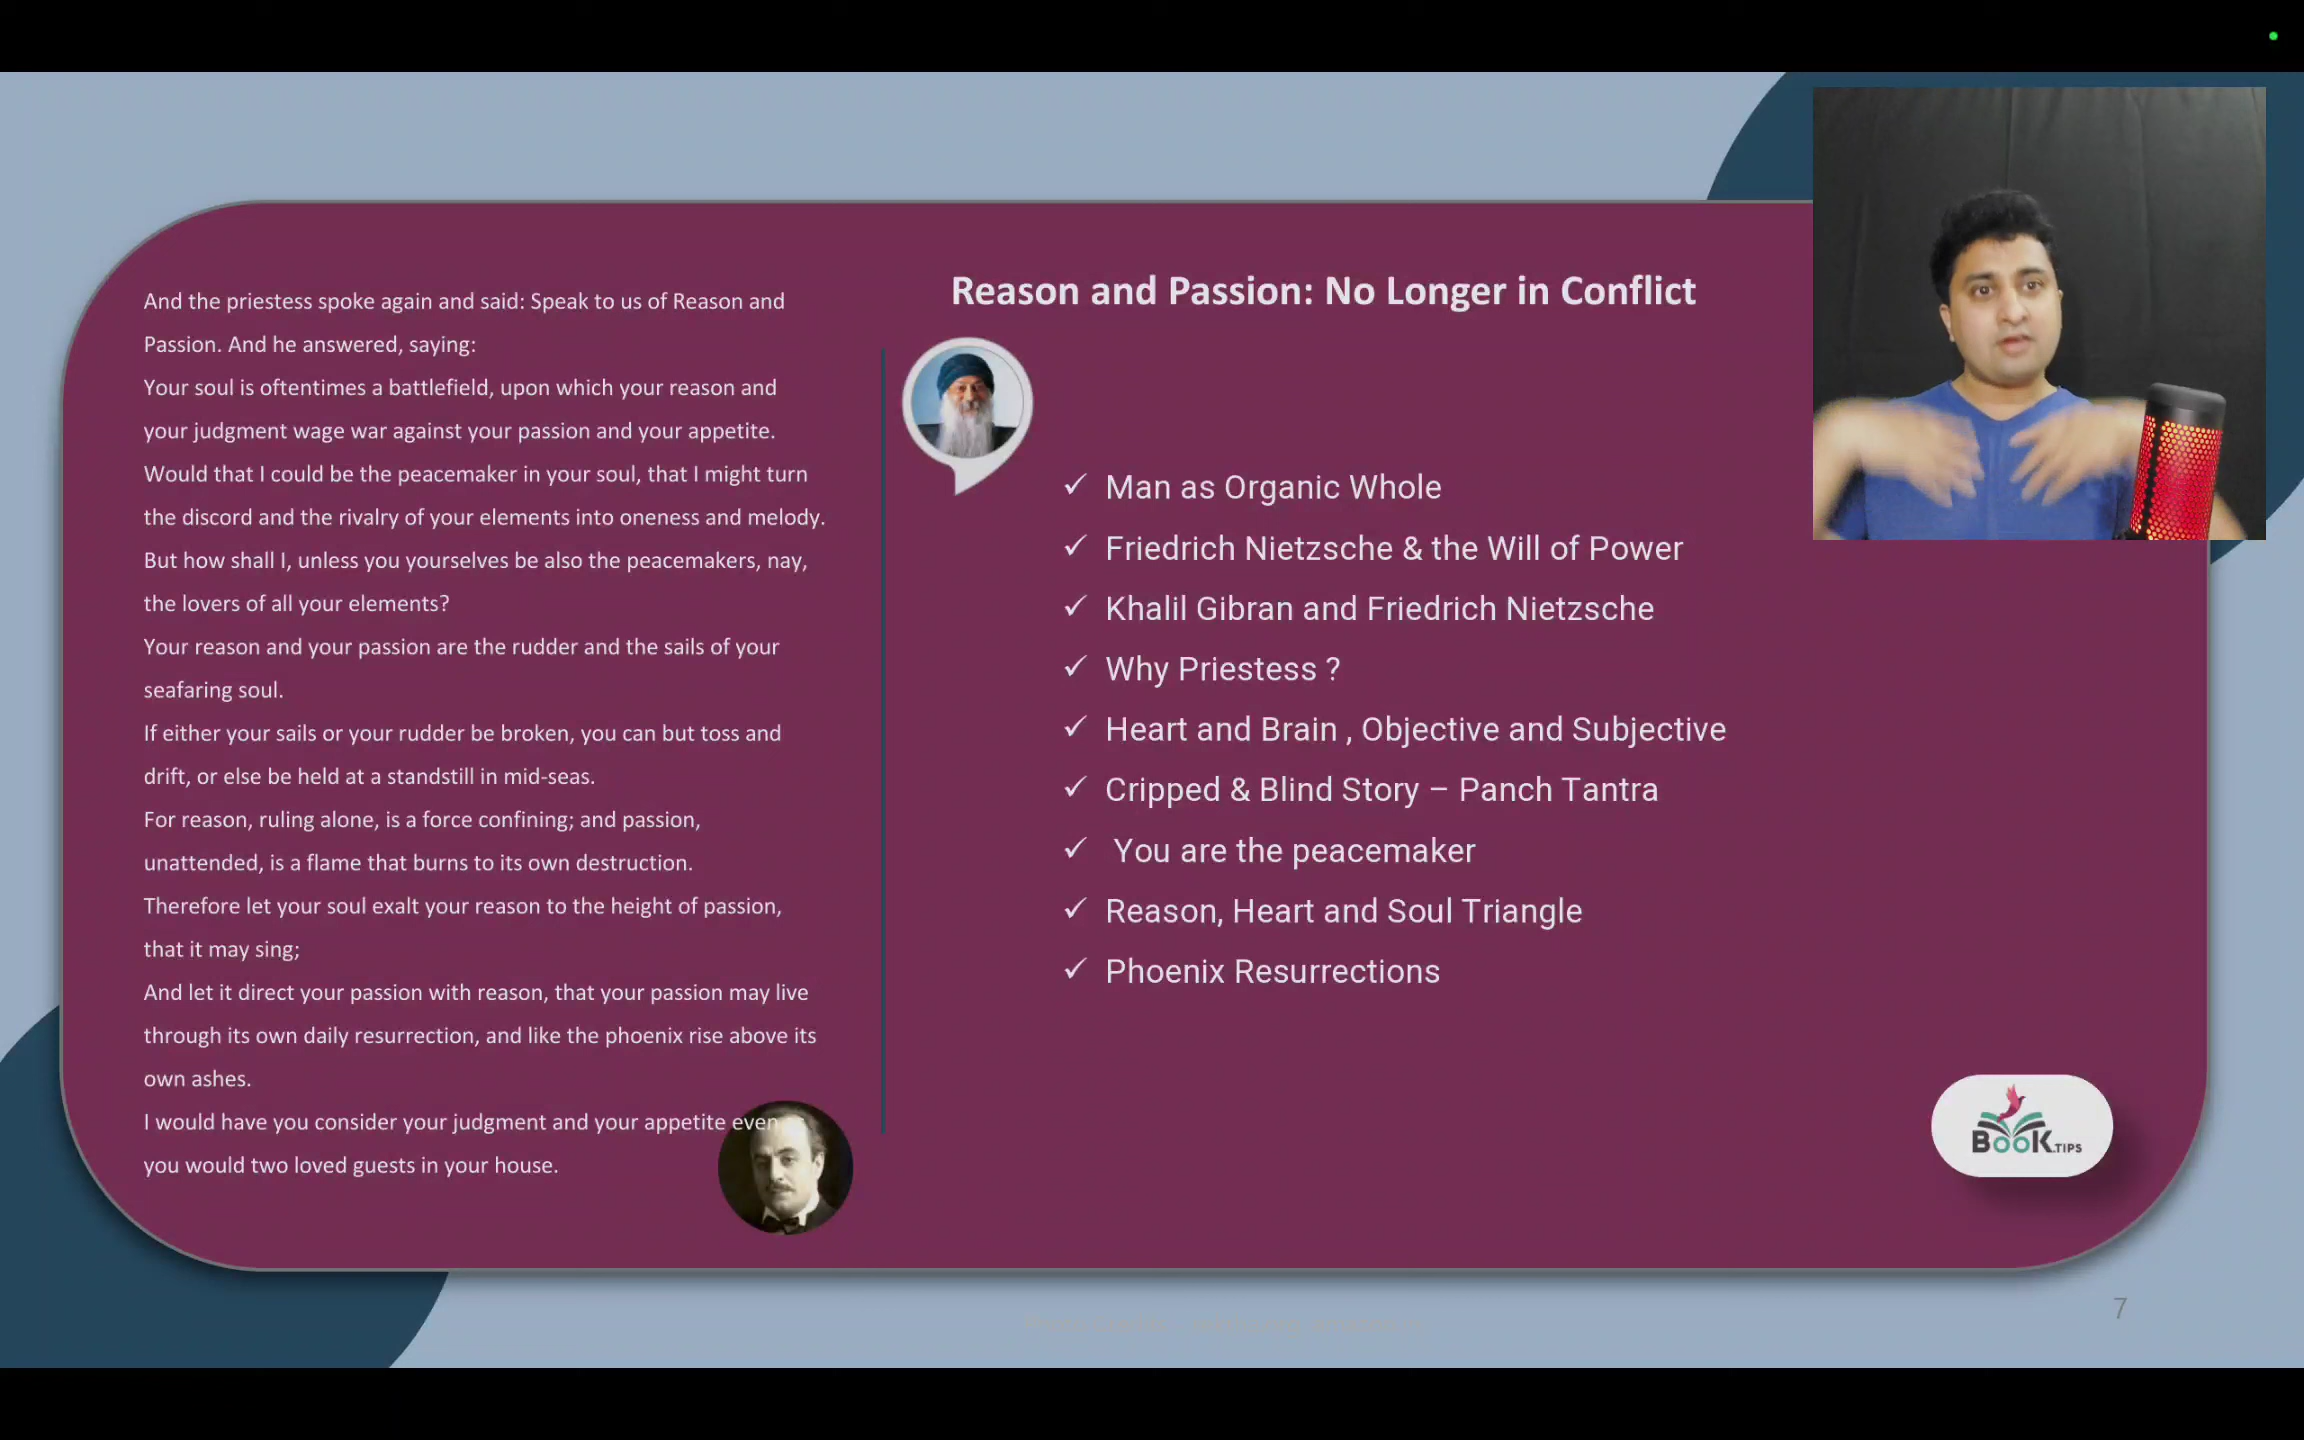 And the priestess spoke again and said: Speak to us of Reason and
Passion. And he answered, saying:
Your soul is oftentimes a battlefield, upon which your reason and
your judgment wage war against your passion and your appetite.
Would that I could be the peacemaker in your soul, that I might turn
the discord and the rivalry of your elements into oneness and melody.
But how shall I, unless you yourselves be also the peacemakers, nay,
the lovers of all your elements?
Your reason and your passion are the rudder and the sails of your
seafaring soul.
If either your sails or your rudder be broken, you can but toss and
drift, or else be held at a standstill in mid-seas.
For reason, ruling alone, is a force confining; and passion,
unattended, is a flame that burns to its own destruction.
Therefore let your soul exalt your reason to the height of passion,
that it may sing;
And let it direct your passion with reason, that your passion may live
through its own daily resurrection, and like the phoenix rise above its
own ashes.
I would have you consider your judgment and your appetite even
you would two loved guests in your house.
Reason and Passion: No Longer in Conflict
✓ Man as Organic Whole
✓ Friedrich Nietzsche & the Will of Power
✓ Khalil Gibran and Friedrich Nietzsche
✓ Why Priestess ?
✓ Heart and Brain , Objective and Subjective
✓ Cripped & Blind Story – Panch Tantra
✓ You are the peacemaker
✓ Reason, Heart and Soul Triangle
✓ Phoenix Resurrections
BOOK.TIPS
7